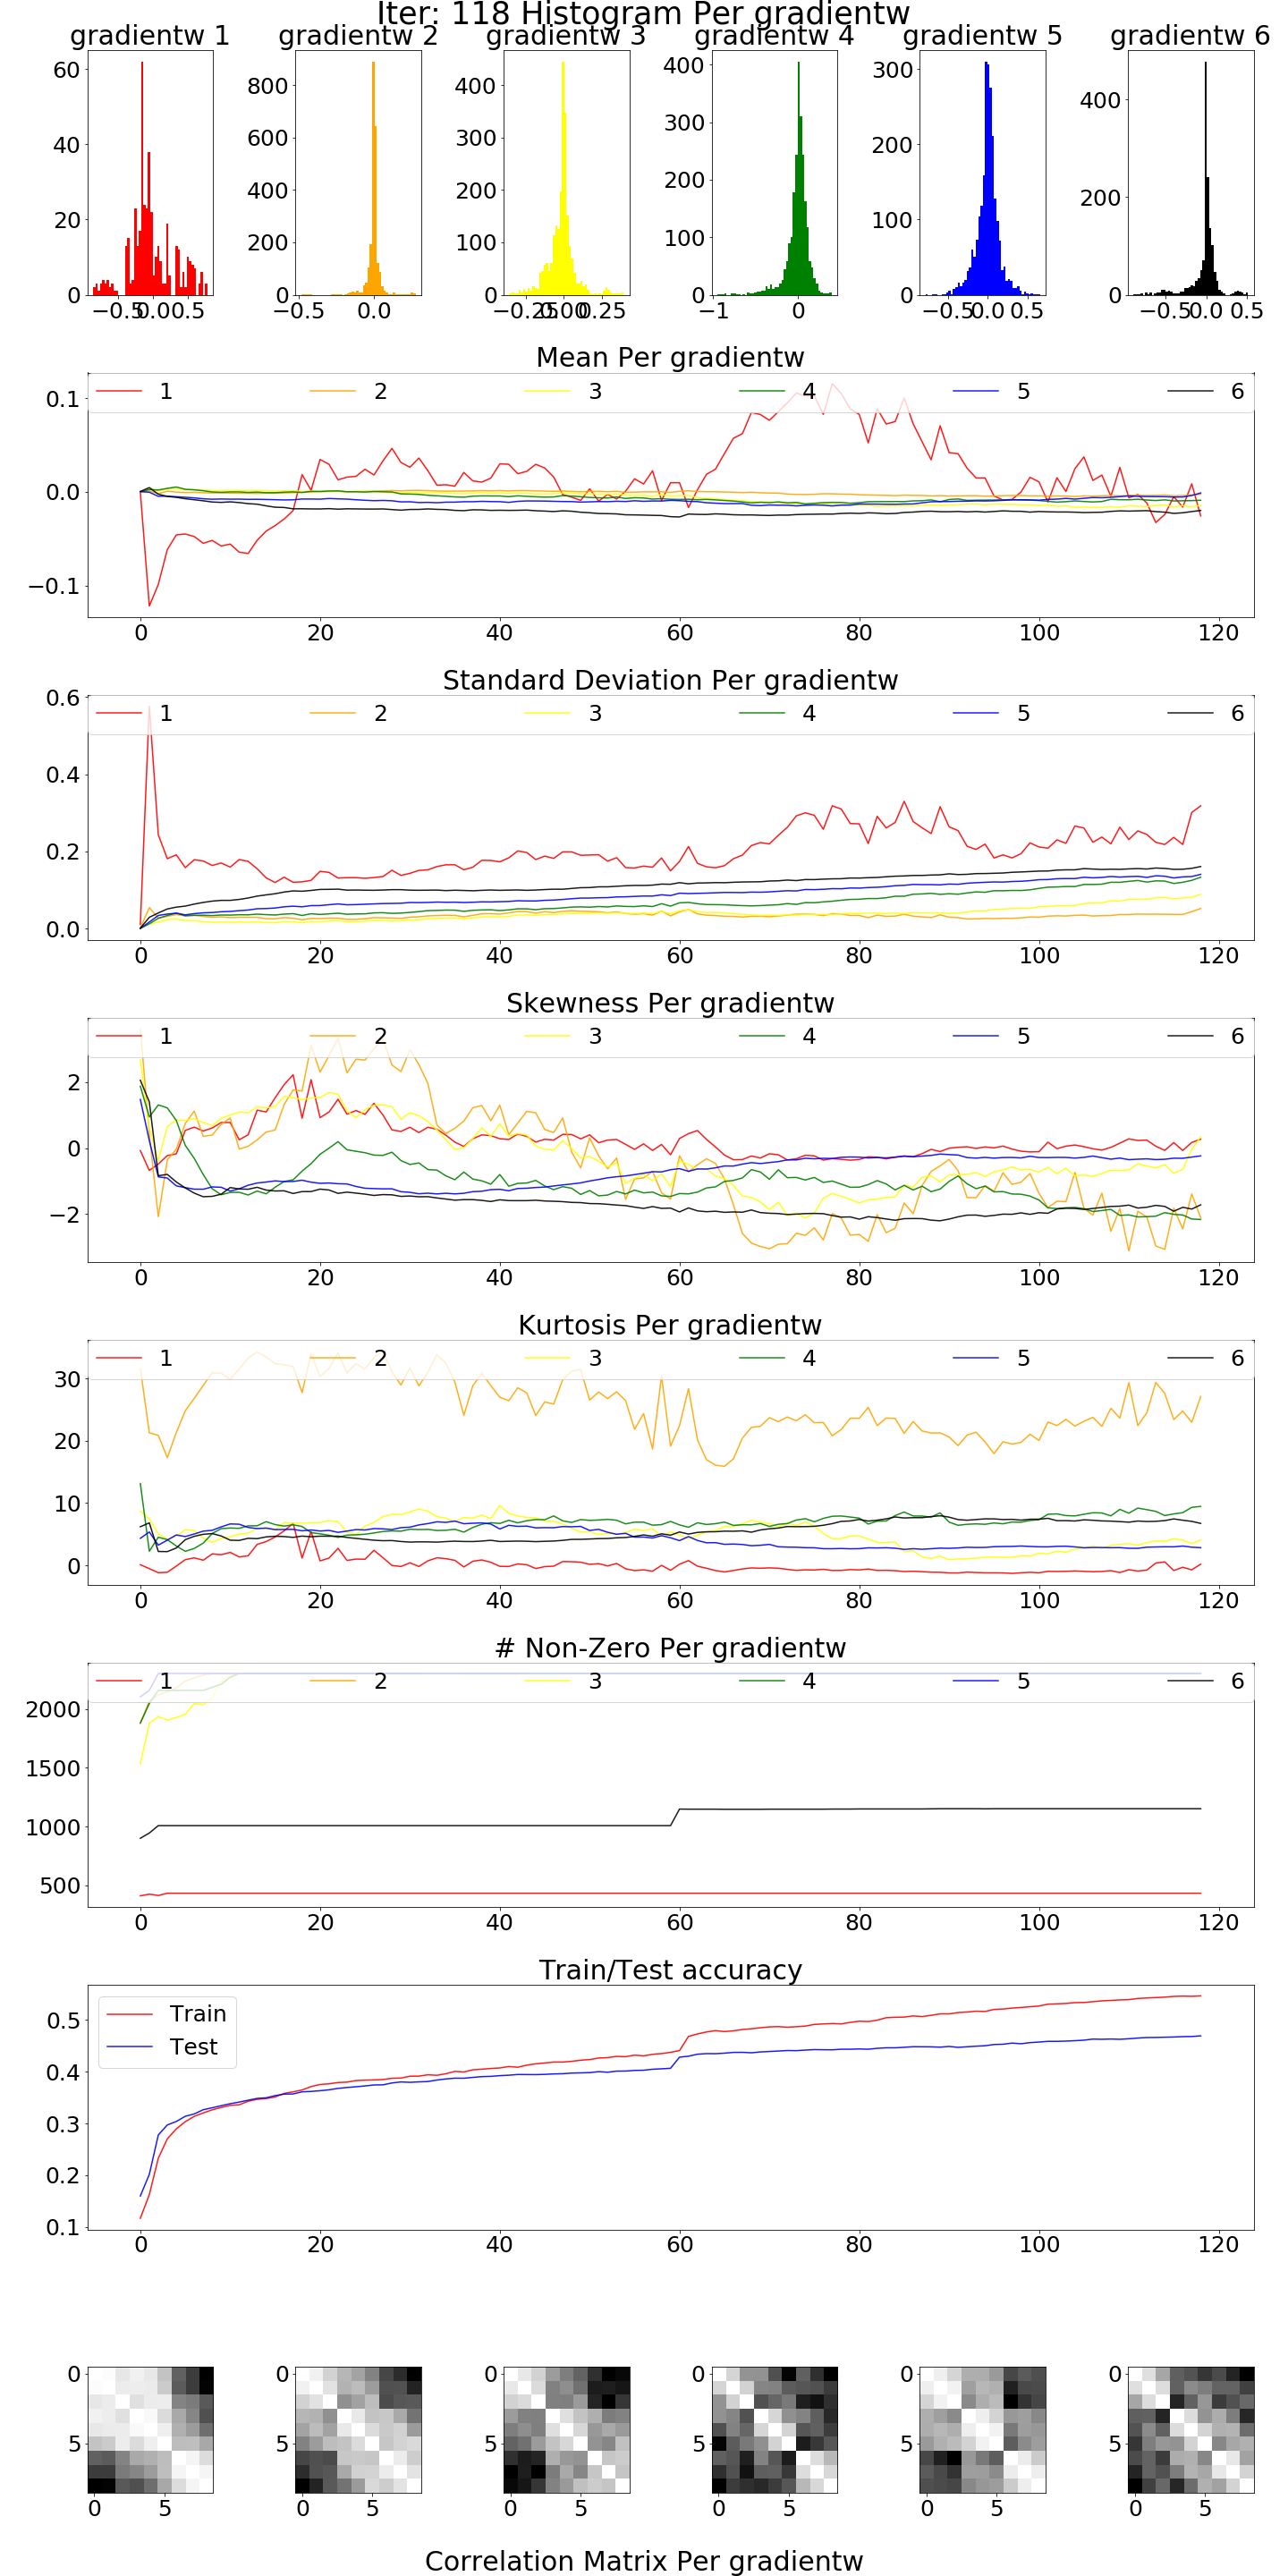 Iter: 118 Histogram Per gradientw
gradientw 1 gradientw 2 gradientw 3 gradientw 4 gradientw 5 gradientw 6
60 40 20 0
−0.5 0.0 0.5
800 600 400 200 0
−0.5 0.0
400 300 200 100 0
−0.25 0.00 0.25
400 300 200 100 0
−1 0
300 200 100 0
−0.5 0.0 0.5
400 200 0
−0.5 0.0 0.5
Mean Per gradientw
1 2 3 4 5 6
0.1
0.0
−0.1
0 20 40 60 80 100 120
Standard Deviation Per gradientw
1 2 3 4 5 6
0.6
0.4
0.2
0.0
0 20 40 60 80 100 120
Skewness Per gradientw
1 2 3 4 5 6
2
0
−2
0 20 40 60 80 100 120
Kurtosis Per gradientw
1 2 3 4 5 6
30
20
10
0
0 20 40 60 80 100 120
# Non-Zero Per gradientw
1 2 3 4 5 6
2000
1500
1000
500
0 20 40 60 80 100 120
Train/Test accuracy
Train
Test
0.5
0.4
0.3
0.2
0.1
0 20 40 60 80 100 120
0 0 0 0 0 0
5 5 5 5 5 5
0 5 0 5 0 5 0 5 0 5 0 5
Correlation Matrix Per gradientw